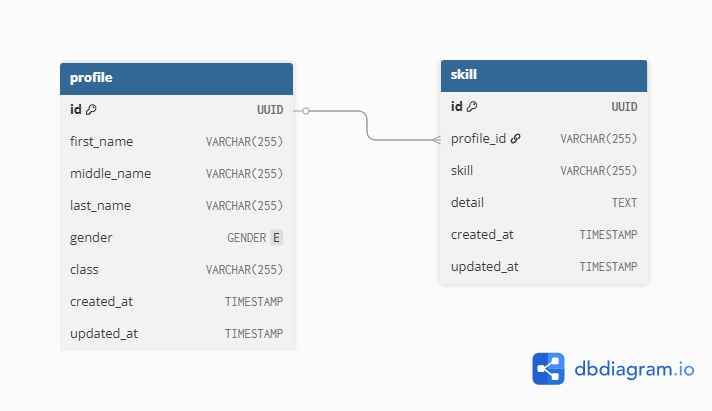 profile
id UUID
first_name VARCHAR(255)
middle_name VARCHAR(255)
last_name VARCHAR(255)
gender GENDER E
class VARCHAR(255)
created_at TIMESTAMP
updated_at TIMESTAMP
skill
id UUID
profile_id VARCHAR(255)
skill VARCHAR(255)
detail TEXT
created_at TIMESTAMP
updated_at TIMESTAMP
dbdiagram.io